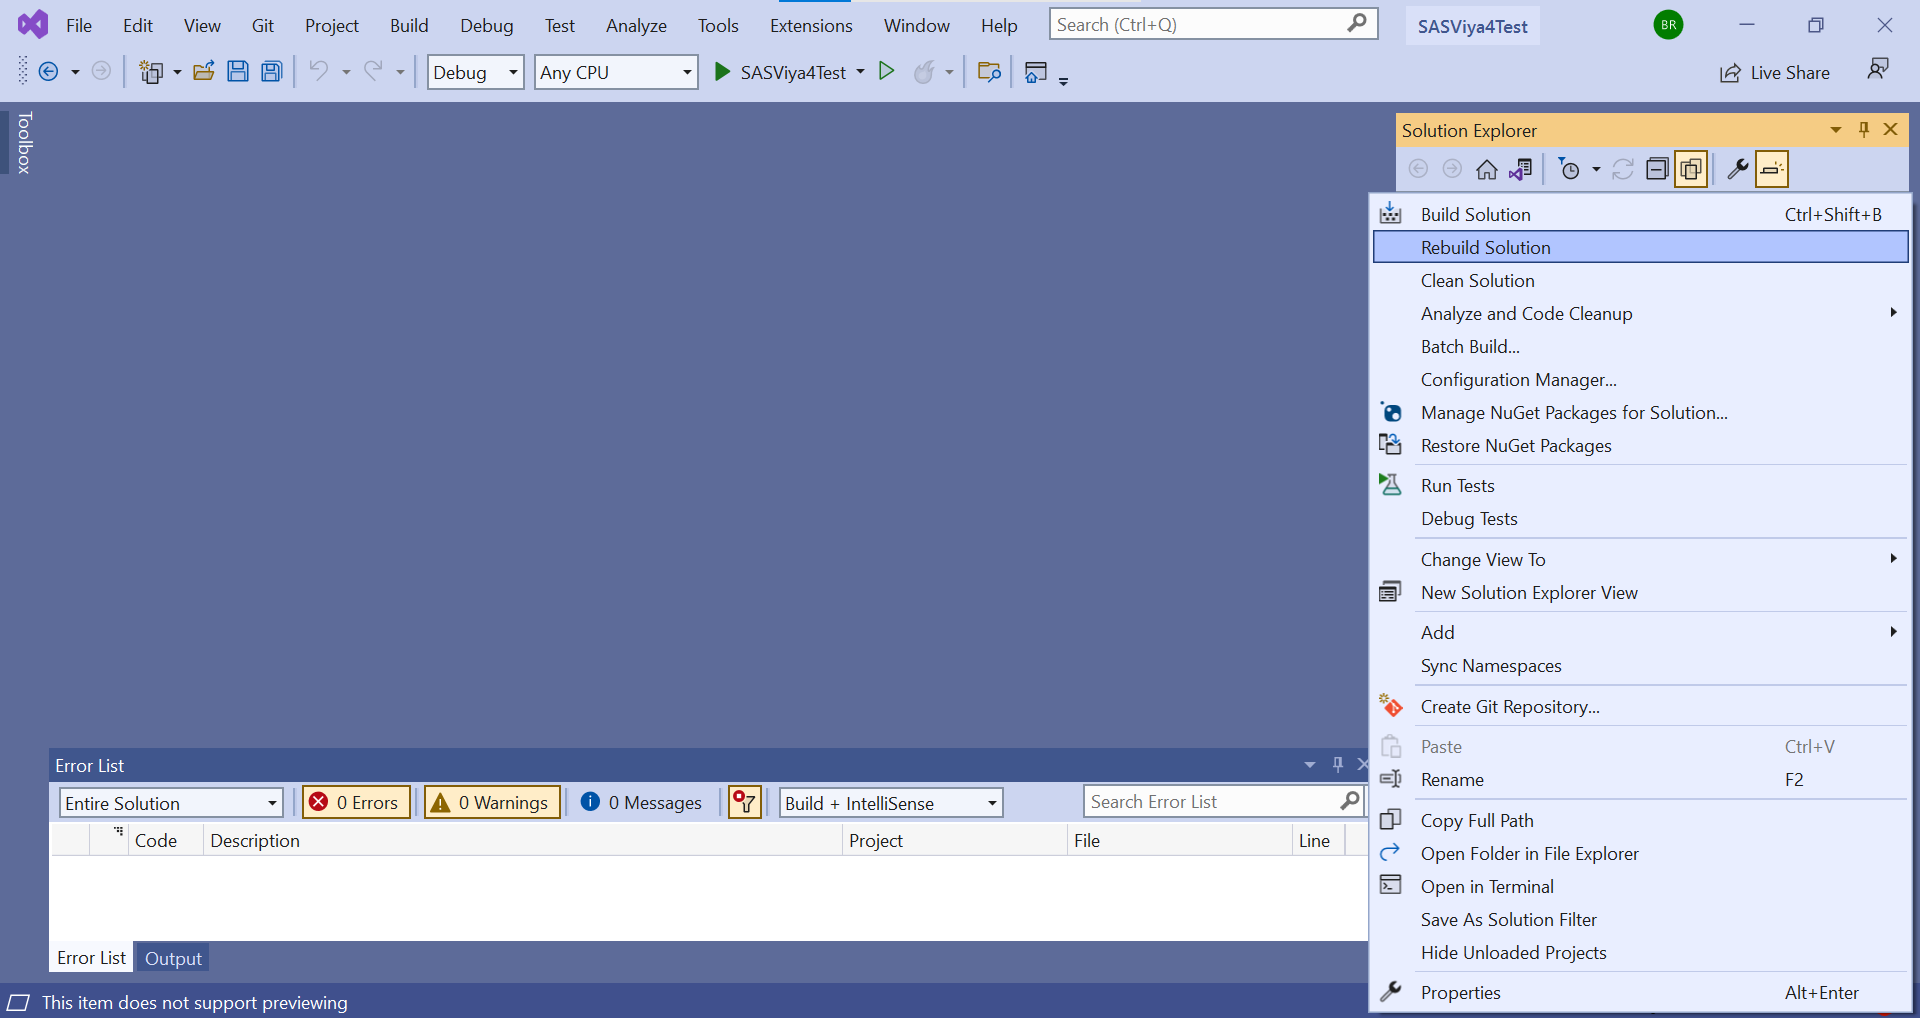 File Edit View Git Project Build Debug Test Analyze Tools Extensions Window Help Search (Ctrl+Q) SASViya4Test BR
Debug Any CPU SASViya4Test Live Share
Toolbox
Solution Explorer
Build Solution Ctrl+Shift+B
Rebuild Solution
Clean Solution
Analyze and Code Cleanup
Batch Build...
Configuration Manager...
Manage NuGet Packages for Solution...
Restore NuGet Packages
Run Tests
Debug Tests
Change View To
New Solution Explorer View
Add
Sync Namespaces
Create Git Repository...
Paste Ctrl+V
Rename F2
Copy Full Path
Open Folder in File Explorer
Open in Terminal
Save As Solution Filter
Hide Unloaded Projects
Properties Alt+Enter
Error List
Entire Solution 0 Errors 0 Warnings 0 Messages Build + IntelliSense Search Error List
Code Description Project File Line
Error List Output
This item does not support previewing